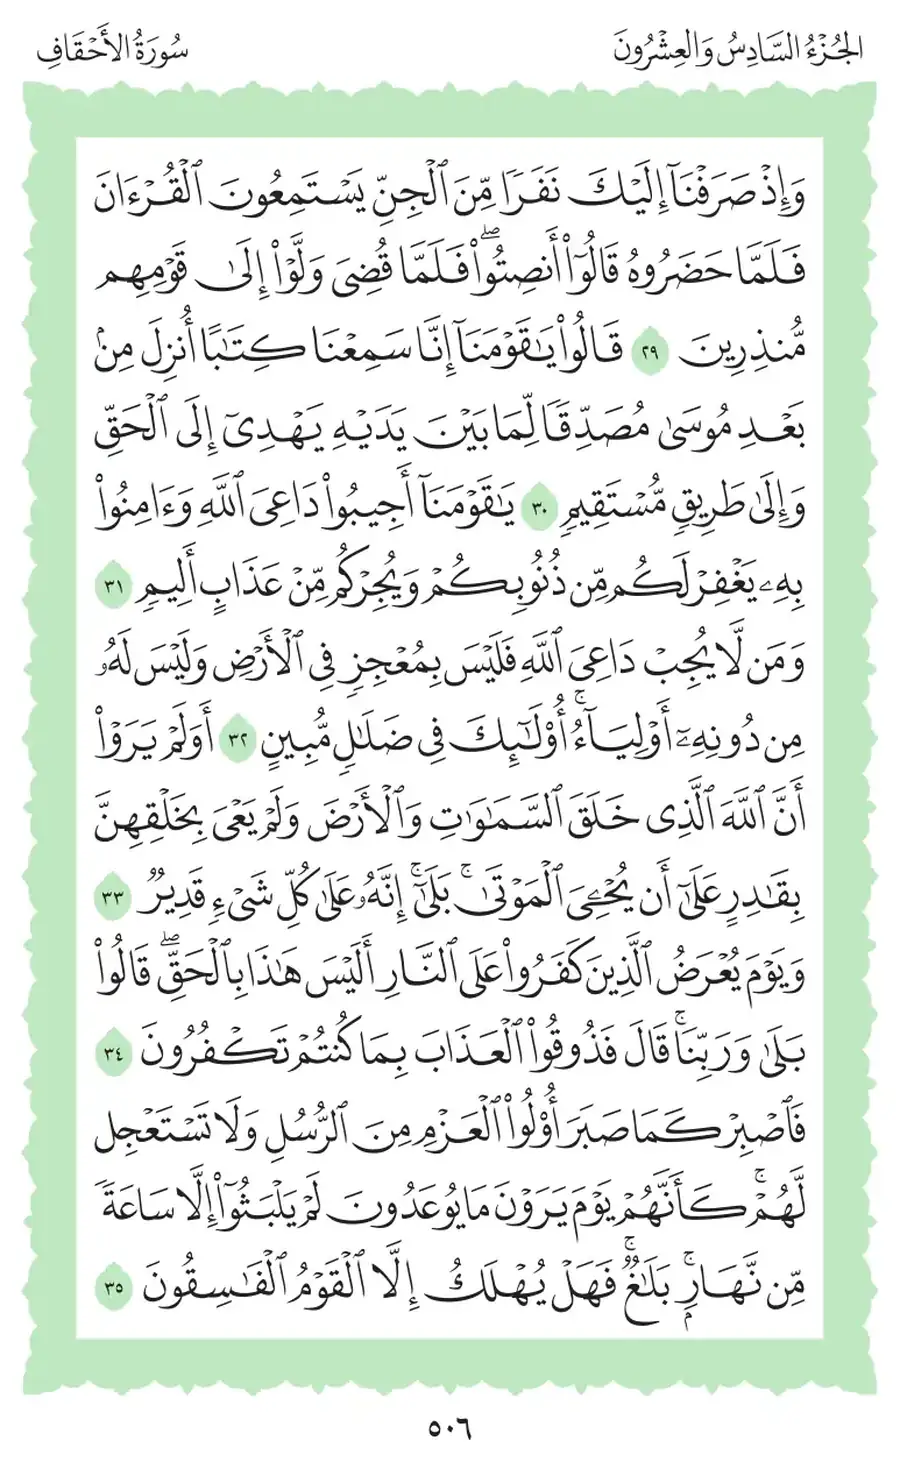 الجُزْءُ السَّادِسُ وَالعِشْرُونَ
سُورَةُ الأَحْقَافِ
وَإِذْ صَرَفْنَآ إِلَيْكَ نَفَرًا مِّنَ ٱلْجِنِّ يَسْتَمِعُونَ ٱلْقُرْءَانَ
فَلَمَّا حَضَرُوهُ قَالُوٓا۟ أَنصِتُوا۟ۖ فَلَمَّا قُضِىَ وَلَّوْا۟ إِلَىٰ قَوْمِهِم
مُّنذِرِينَ ٢٩ قَالُوا۟ يَـٰقَوْمَنَآ إِنَّا سَمِعْنَا كِتَـٰبًا أُنزِلَ مِنۢ
بَعْدِ مُوسَىٰ مُصَدِّقًا لِّمَا بَيْنَ يَدَيْهِ يَهْدِىٓ إِلَى ٱلْحَقِّ
وَإِلَىٰ طَرِيقٍ مُّسْتَقِيمٍ ٣٠ يَـٰقَوْمَنَآ أَجِيبُوا۟ دَاعِىَ ٱللَّهِ وَءَامِنُوا۟
بِهِۦ يَغْفِرْ لَكُم مِّن ذُنُوبِكُمْ وَيُجِرْكُم مِّنْ عَذَابٍ أَلِيمٍ ٣١
وَمَن لَّا يُجِبْ دَاعِىَ ٱللَّهِ فَلَيْسَ بِمُعْجِزٍ فِى ٱلْأَرْضِ وَلَيْسَ لَهُۥ
مِن دُونِهِۦٓ أَوْلِيَآءُۚ أُو۟لَـٰٓئِكَ فِى ضَلَـٰلٍ مُّبِينٍ ٣٢ أَوَلَمْ يَرَوْا۟
أَنَّ ٱللَّهَ ٱلَّذِى خَلَقَ ٱلسَّمَـٰوَٰتِ وَٱلْأَرْضَ وَلَمْ يَعْىَ بِخَلْقِهِنَّ
بِقَـٰدِرٍ عَلَىٰٓ أَن يُحْـِۧىَ ٱلْمَوْتَىٰۚ بَلَىٰٓۚ إِنَّهُۥ عَلَىٰ كُلِّ شَىْءٍ قَدِيرٌ ٣٣
وَيَوْمَ يُعْرَضُ ٱلَّذِينَ كَفَرُوا۟ عَلَى ٱلنَّارِ أَلَيْسَ هَـٰذَا بِٱلْحَقِّۖ قَالُوا۟
بَلَىٰ وَرَبِّنَاۚ قَالَ فَذُوقُوا۟ ٱلْعَذَابَ بِمَا كُنتُمْ تَكْفُرُونَ ٣٤
فَٱصْبِرْ كَمَا صَبَرَ أُو۟لُوا۟ ٱلْعَزْمِ مِنَ ٱلرُّسُلِ وَلَا تَسْتَعْجِل
لَّهُمْۚ كَأَنَّهُمْ يَوْمَ يَرَوْنَ مَا يُوعَدُونَ لَمْ يَلْبَثُوٓا۟ إِلَّا سَاعَةً
مِّن نَّهَارٍۭۚ بَلَـٰغٌۚ فَهَلْ يُهْلَكُ إِلَّا ٱلْقَوْمُ ٱلْفَـٰسِقُونَ ٣٥
٥٠٦